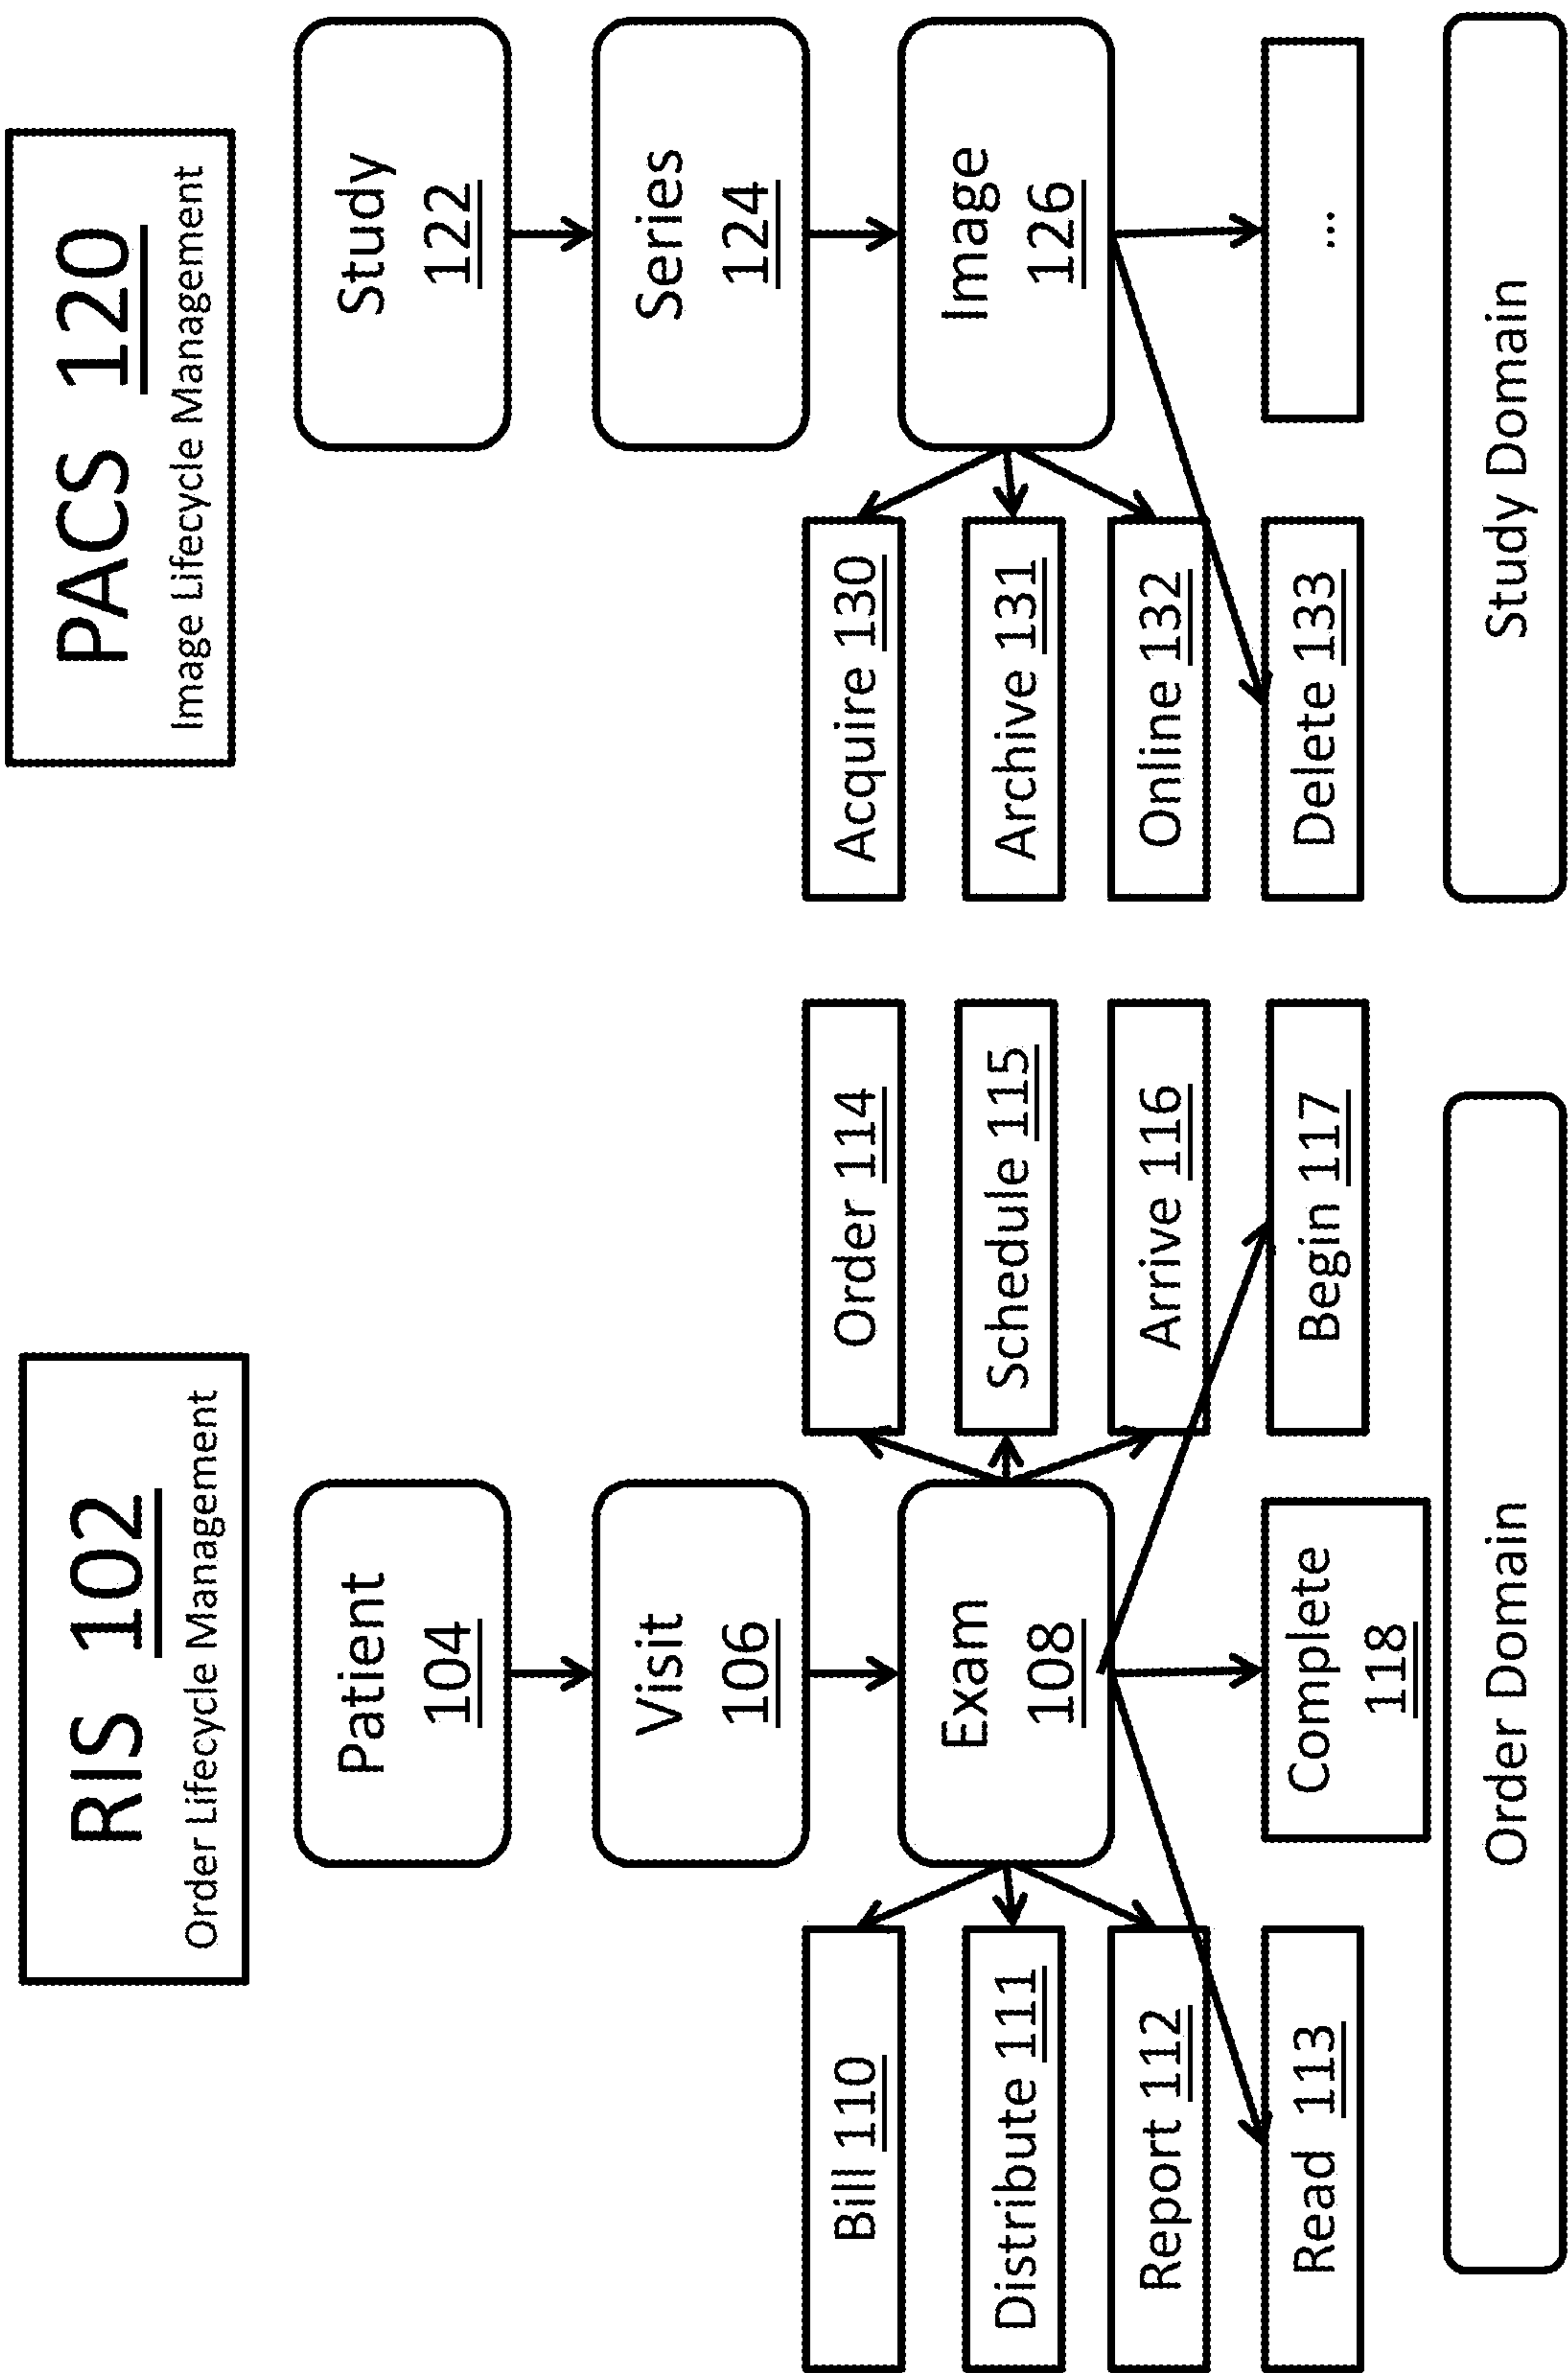 RIS 102
Order Lifecycle Management
Patient
104
Visit
106
Exam
108
Bill 110
Distribute 111
Report 112
Read 113
Order 114
Schedule 115
Arrive 116
Begin 117
Complete
118
Order Domain
PACS 120
Image Lifecycle Management
Study
122
Series
124
Image
126
Acquire 130
Archive 131
Online 132
Delete 133
...
Study Domain